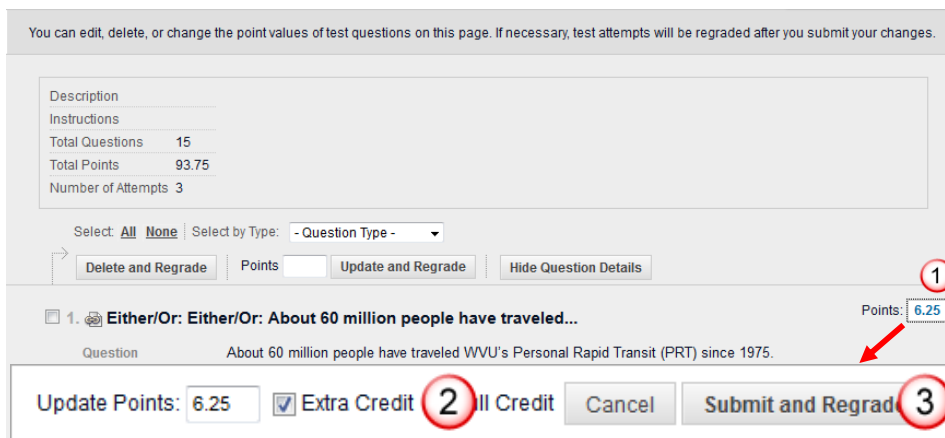 You can edit, delete, or change the point values of test questions on this page. If necessary, test attempts will be regraded after you submit your changes.
Description
Instructions
Total Questions 15
Total Points 93.75
Number of Attempts 3
Select: All None Select by Type: - Question Type -
Delete and Regrade Points Update and Regrade Hide Question Details
1
1. Either/Or: Either/Or: About 60 million people have traveled... Points: 6.25
Question About 60 million people have traveled WVU's Personal Rapid Transit (PRT) since 1975.
Update Points: 6.25 Extra Credit 2 Credit Cancel Submit and 3